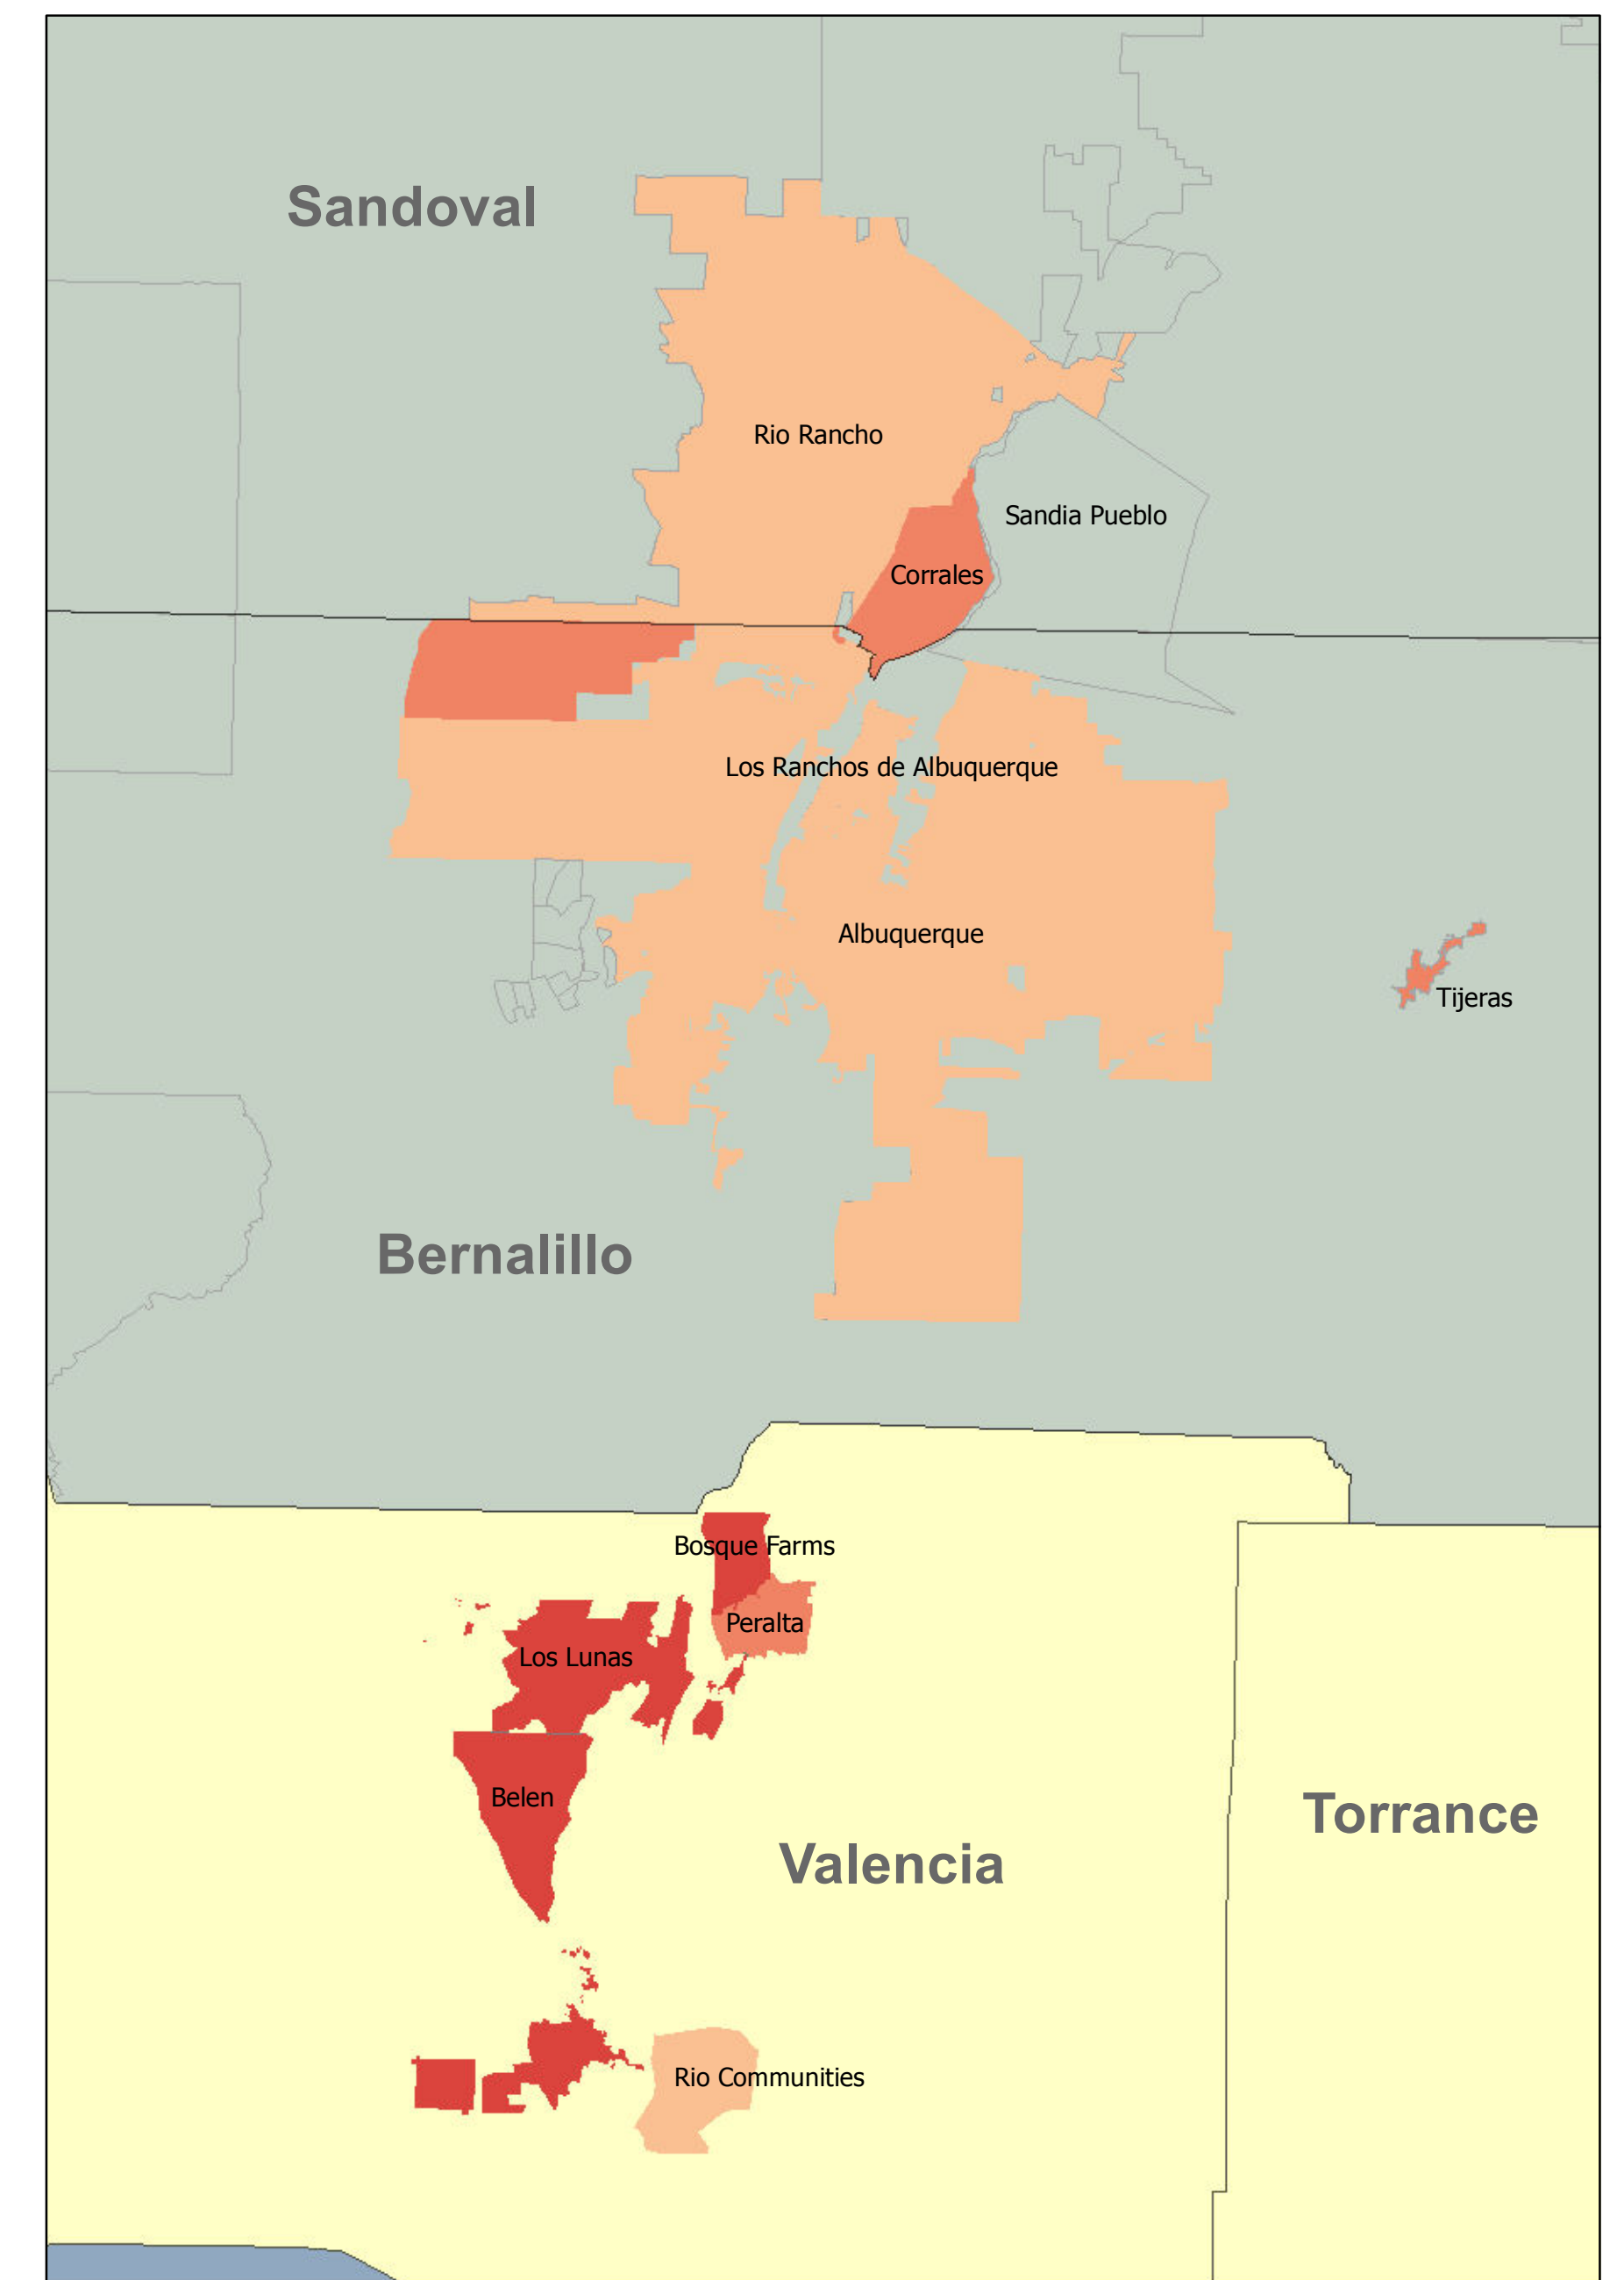 Sandoval
Rio Rancho
Sandia Pueblo
Corrales
Los Ranchos de Albuquerque
Albuquerque
Tijeras
Bernalillo
Bosque Farms
Peralta
Los Lunas
Belen
Torrance
Valencia
Rio Communities